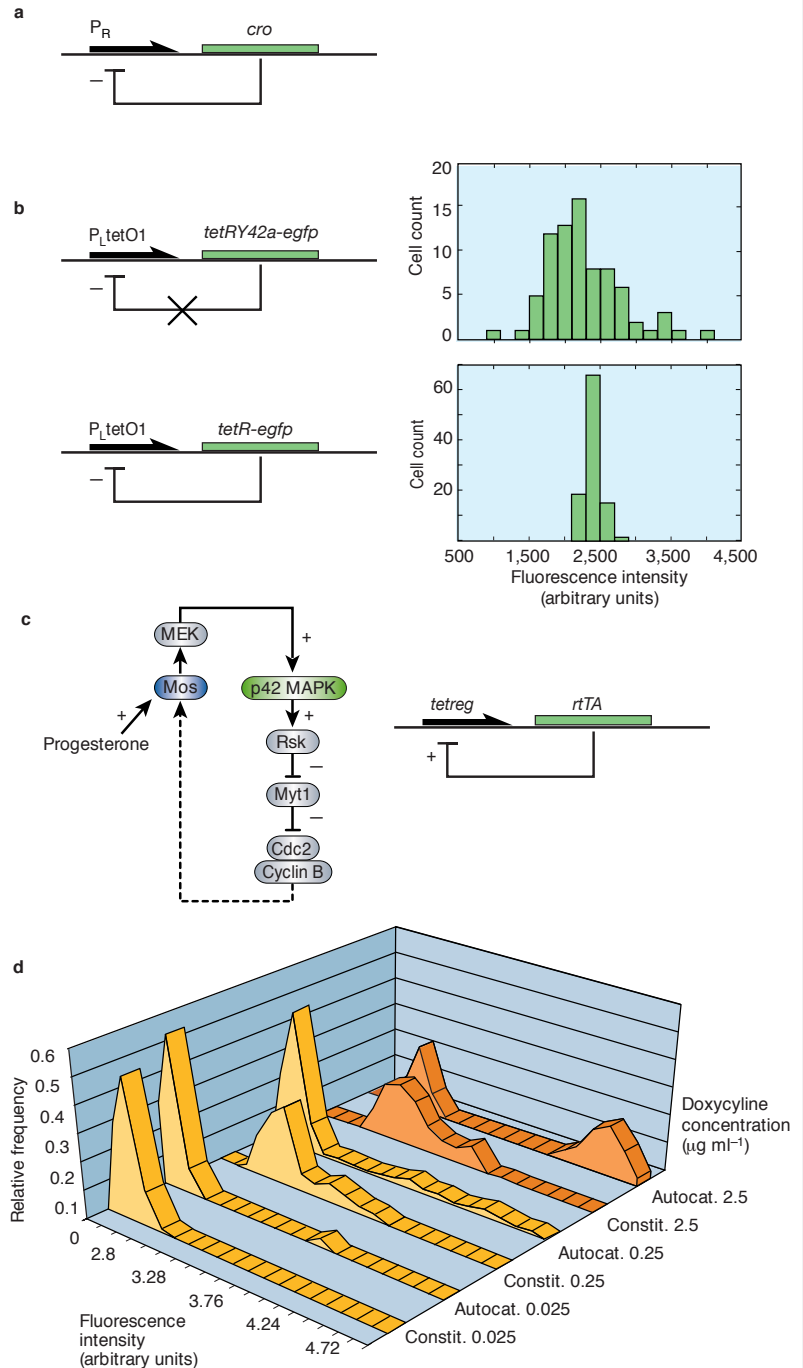 a
P_R
cro
–
b
P_LtetO1
tetRY42a-egfp
–
20
15
10
5
0
Cell count
P_LtetO1
tetR-egfp
–
60
40
20
Cell count
500 1,500 2,500 3,500 4,500
Fluorescence intensity
(arbitrary units)
c
MEK
+
Mos
p42 MAPK
+
+
Progesterone
Rsk
–
Myt1
–
Cdc2
Cyclin B
tetreg
rtTA
+
d
0.6
0.5
0.4
0.3
0.2
0.1
0
Relative frequency
2.8
3.28
3.76
4.24
4.72
Fluorescence
intensity
(arbitrary units)
Doxycyline
concentration
(µg ml⁻¹)
Autocat. 2.5
Constit. 2.5
Autocat. 0.25
Constit. 0.25
Autocat. 0.025
Constit. 0.025